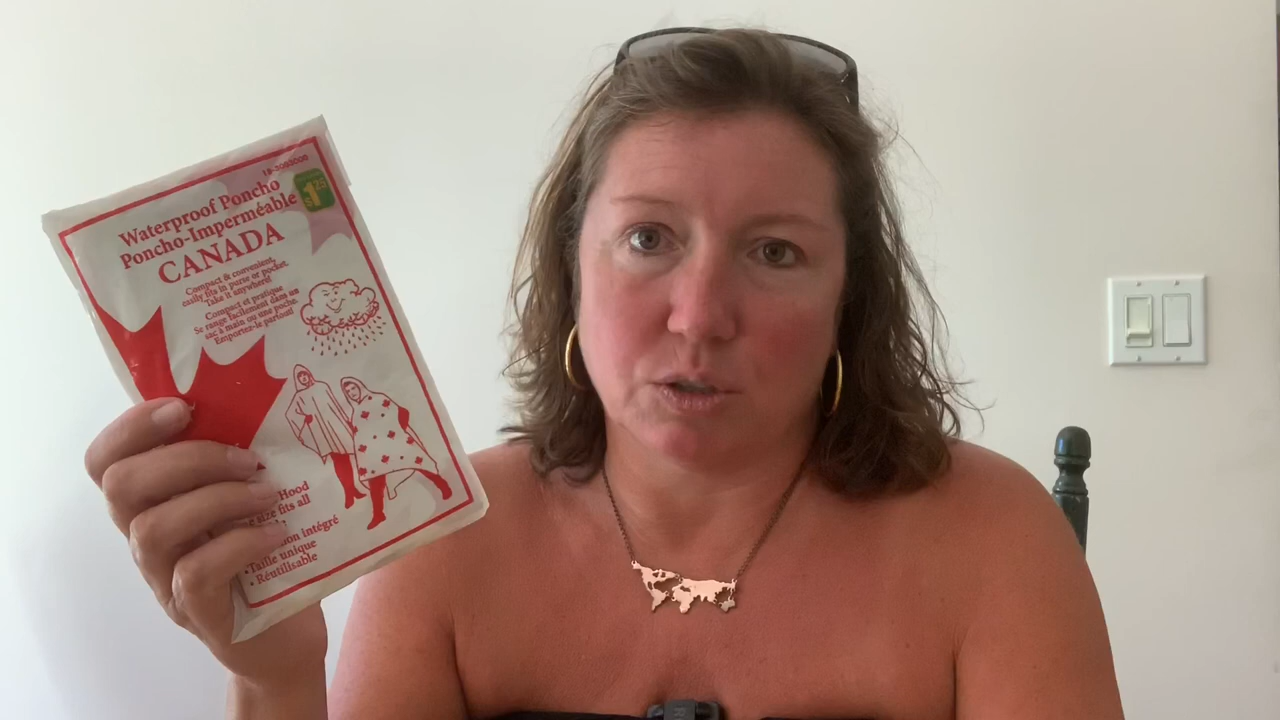 Waterproof Poncho
Poncho-Imperméable
CANADA
$1.25
Compact & convenient,
easily fits in purse or pocket.
Take it anywhere!
Compact et pratique
Se range facilement dans un
sac à main ou une poche.
Emportez-le partout!
Hood
size fits all
intégré
• Taille unique
• Réutilisable
R